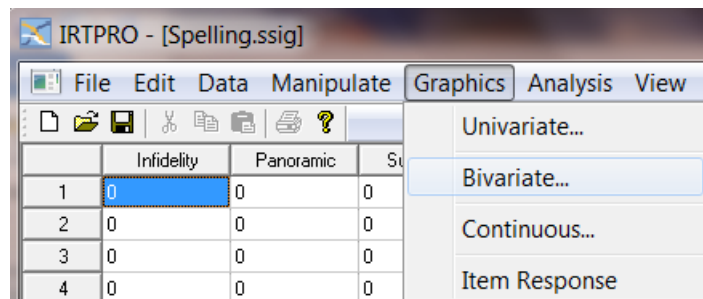 IRTPRO - [Spelling.ssig]
File Edit Data Manipulate Graphics Analysis View
Univariate...
Bivariate...
Continuous...
Item Response
Infidelity Panoramic Su
1 0 0 0
2 0 0 0
3 0 0 0
4 0 0 0